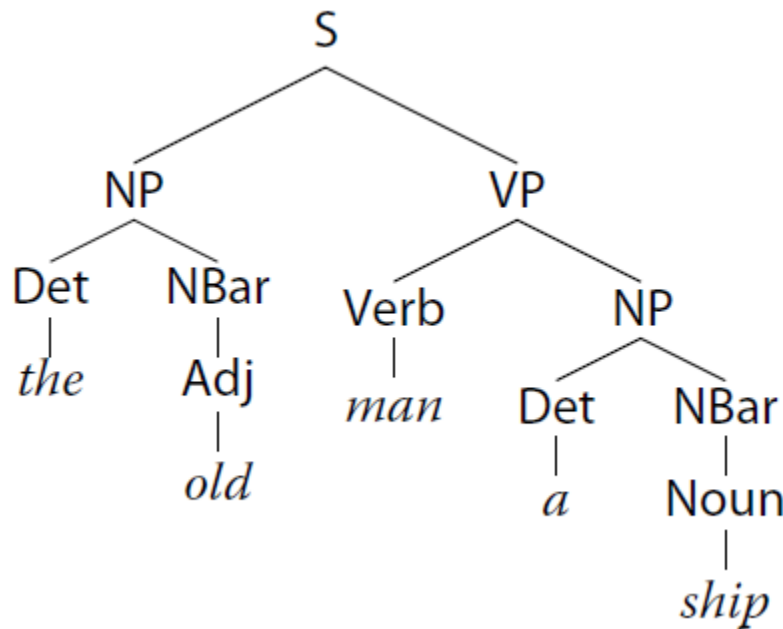 S
NP VP
Det NBar Verb NP
the Adj man Det NBar
old a Noun
ship